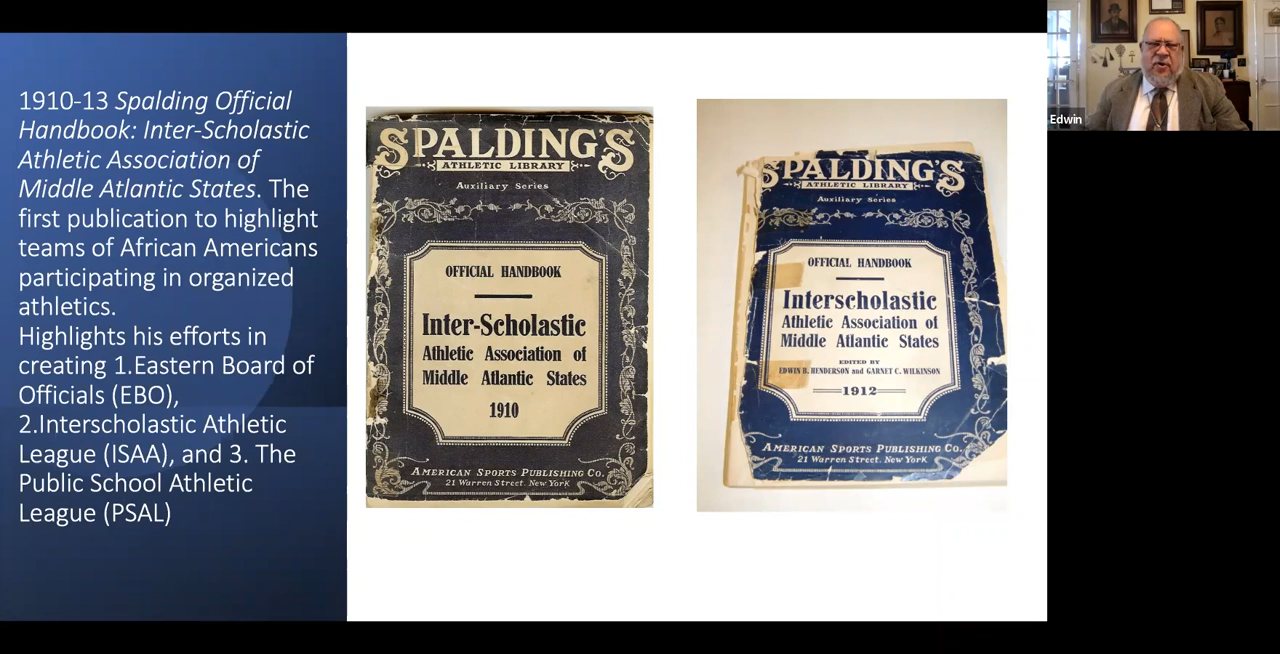 1910-13 Spalding Official
Handbook: Inter-Scholastic
Athletic Association of
Middle Atlantic States. The
first publication to highlight
teams of African Americans
participating in organized
athletics.
Highlights his efforts in
creating 1.Eastern Board of
Officials (EBO),
2.Interscholastic Athletic
League (ISAA), and 3. The
Public School Athletic
League (PSAL)
SPALDING'S
ATHLETIC LIBRARY
Auxiliary Series
OFFICIAL HANDBOOK
Inter-Scholastic
Athletic Association of
Middle Atlantic States
1910
AMERICAN SPORTS PUBLISHING CO.
21 Warren Street, New York
SPALDING'S
ATHLETIC LIBRARY
Auxiliary Series
OFFICIAL HANDBOOK
Interscholastic
Athletic Association of
Middle Atlantic States
EDITED BY
EDWIN B. HENDERSON and GARNET C. WILKINSON
1912
AMERICAN SPORTS PUBLISHING CO.
21 Warren Street, New York
Edwin